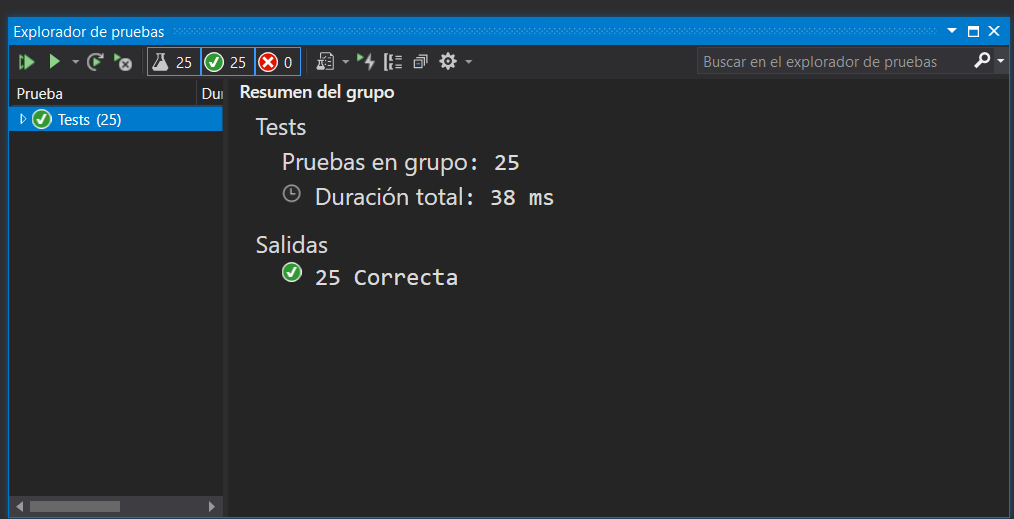 Explorador de pruebas
25 25 0
Buscar en el explorador de pruebas
Prueba
Tests (25)
Resumen del grupo
Tests
Pruebas en grupo: 25
Duración total: 38 ms
Salidas
25 Correcta